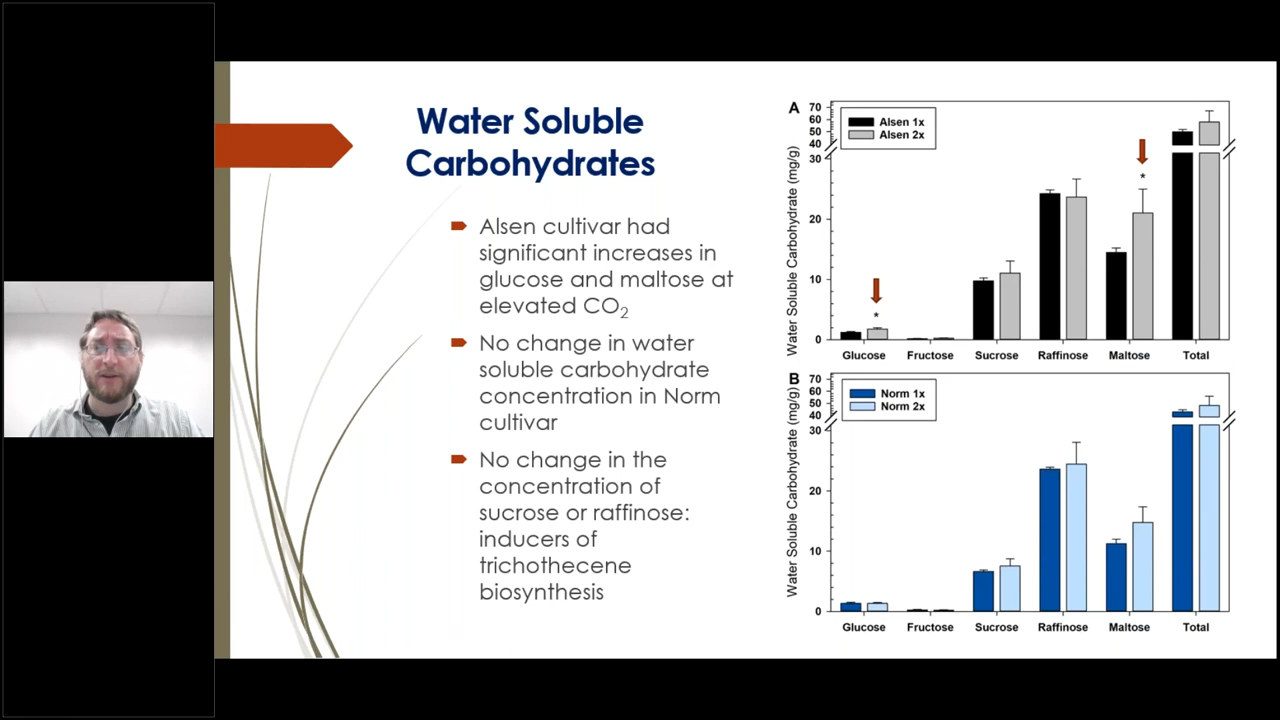 Water Soluble
Carbohydrates
Alsen cultivar had
significant increases in
glucose and maltose at
elevated CO₂
No change in water
soluble carbohydrate
concentration in Norm
cultivar
No change in the
concentration of
sucrose or raffinose:
inducers of
trichothecene
biosynthesis
A
Water Soluble Carbohydrate (mg/g)
70
60
50
40
30
20
10
0
Alsen 1x
Alsen 2x
*
*
Glucose Fructose Sucrose Raffinose Maltose Total
B
Water Soluble Carbohydrate (mg/g)
70
60
50
40
30
20
10
0
Norm 1x
Norm 2x
Glucose Fructose Sucrose Raffinose Maltose Total